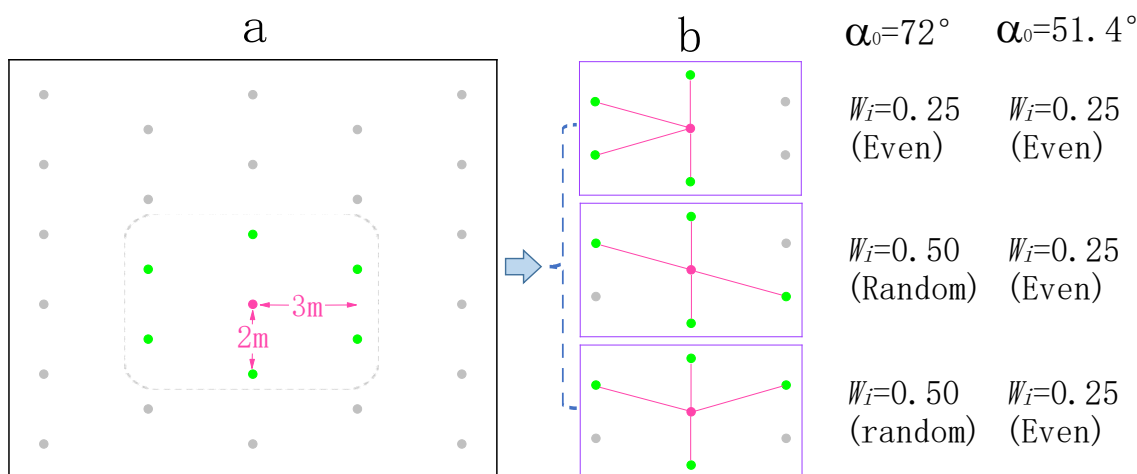 a
b
α₀=72° α₀=51.4°
Wᵢ=0.25 Wᵢ=0.25
(Even) (Even)
Wᵢ=0.50 Wᵢ=0.25
(Random) (Even)
3m
2m
Wᵢ=0.50 Wᵢ=0.25
(random) (Even)